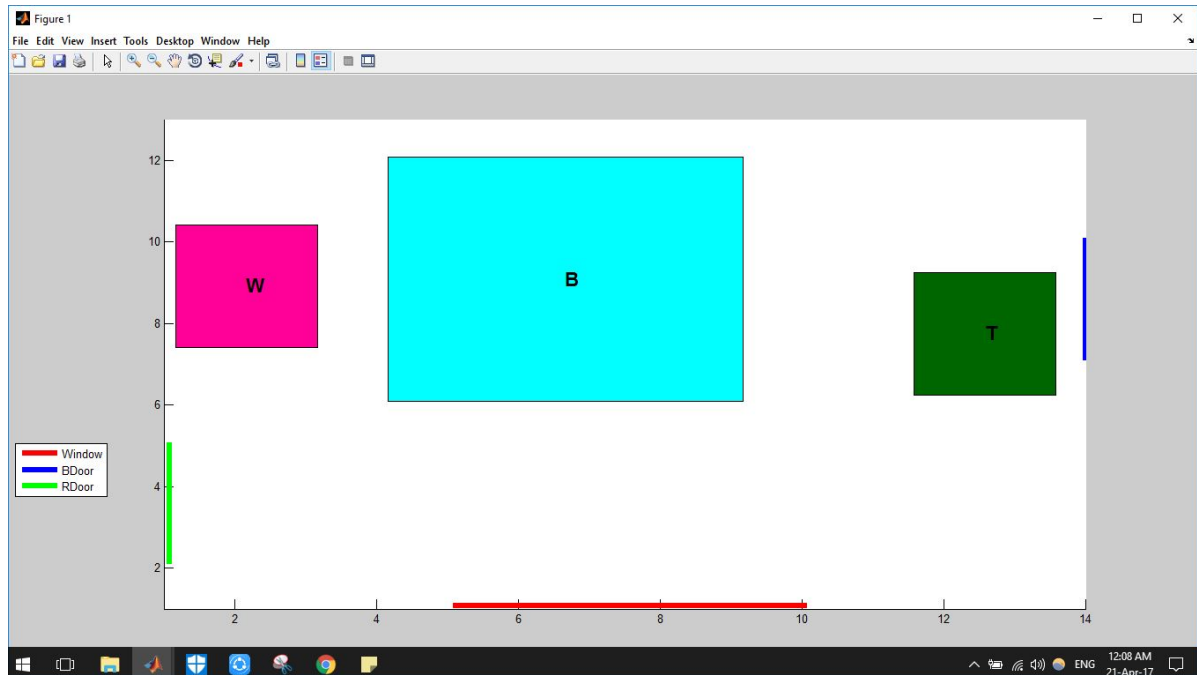 Figure 1
File Edit View Insert Tools Desktop Window Help
12
10
8
6
4
2
W
B
T
Window
BDoor
RDoor
2 4 6 8 10 12 14
ENG
12:08 AM
21-Apr-17